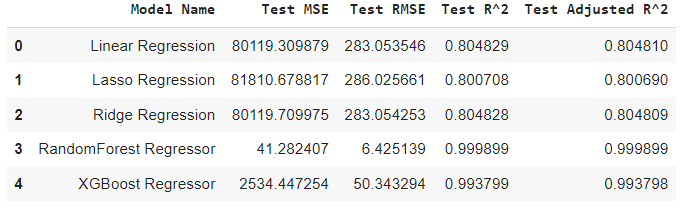 Model Name Test MSE Test RMSE Test R^2 Test Adjusted R^2
0 Linear Regression 80119.309879 283.053546 0.804829 0.804810
1 Lasso Regression 81810.678817 286.025661 0.800708 0.800690
2 Ridge Regression 80119.709975 283.054253 0.804828 0.804809
3 RandomForest Regressor 41.282407 6.425139 0.999899 0.999899
4 XGBoost Regressor 2534.447254 50.343294 0.993799 0.993798